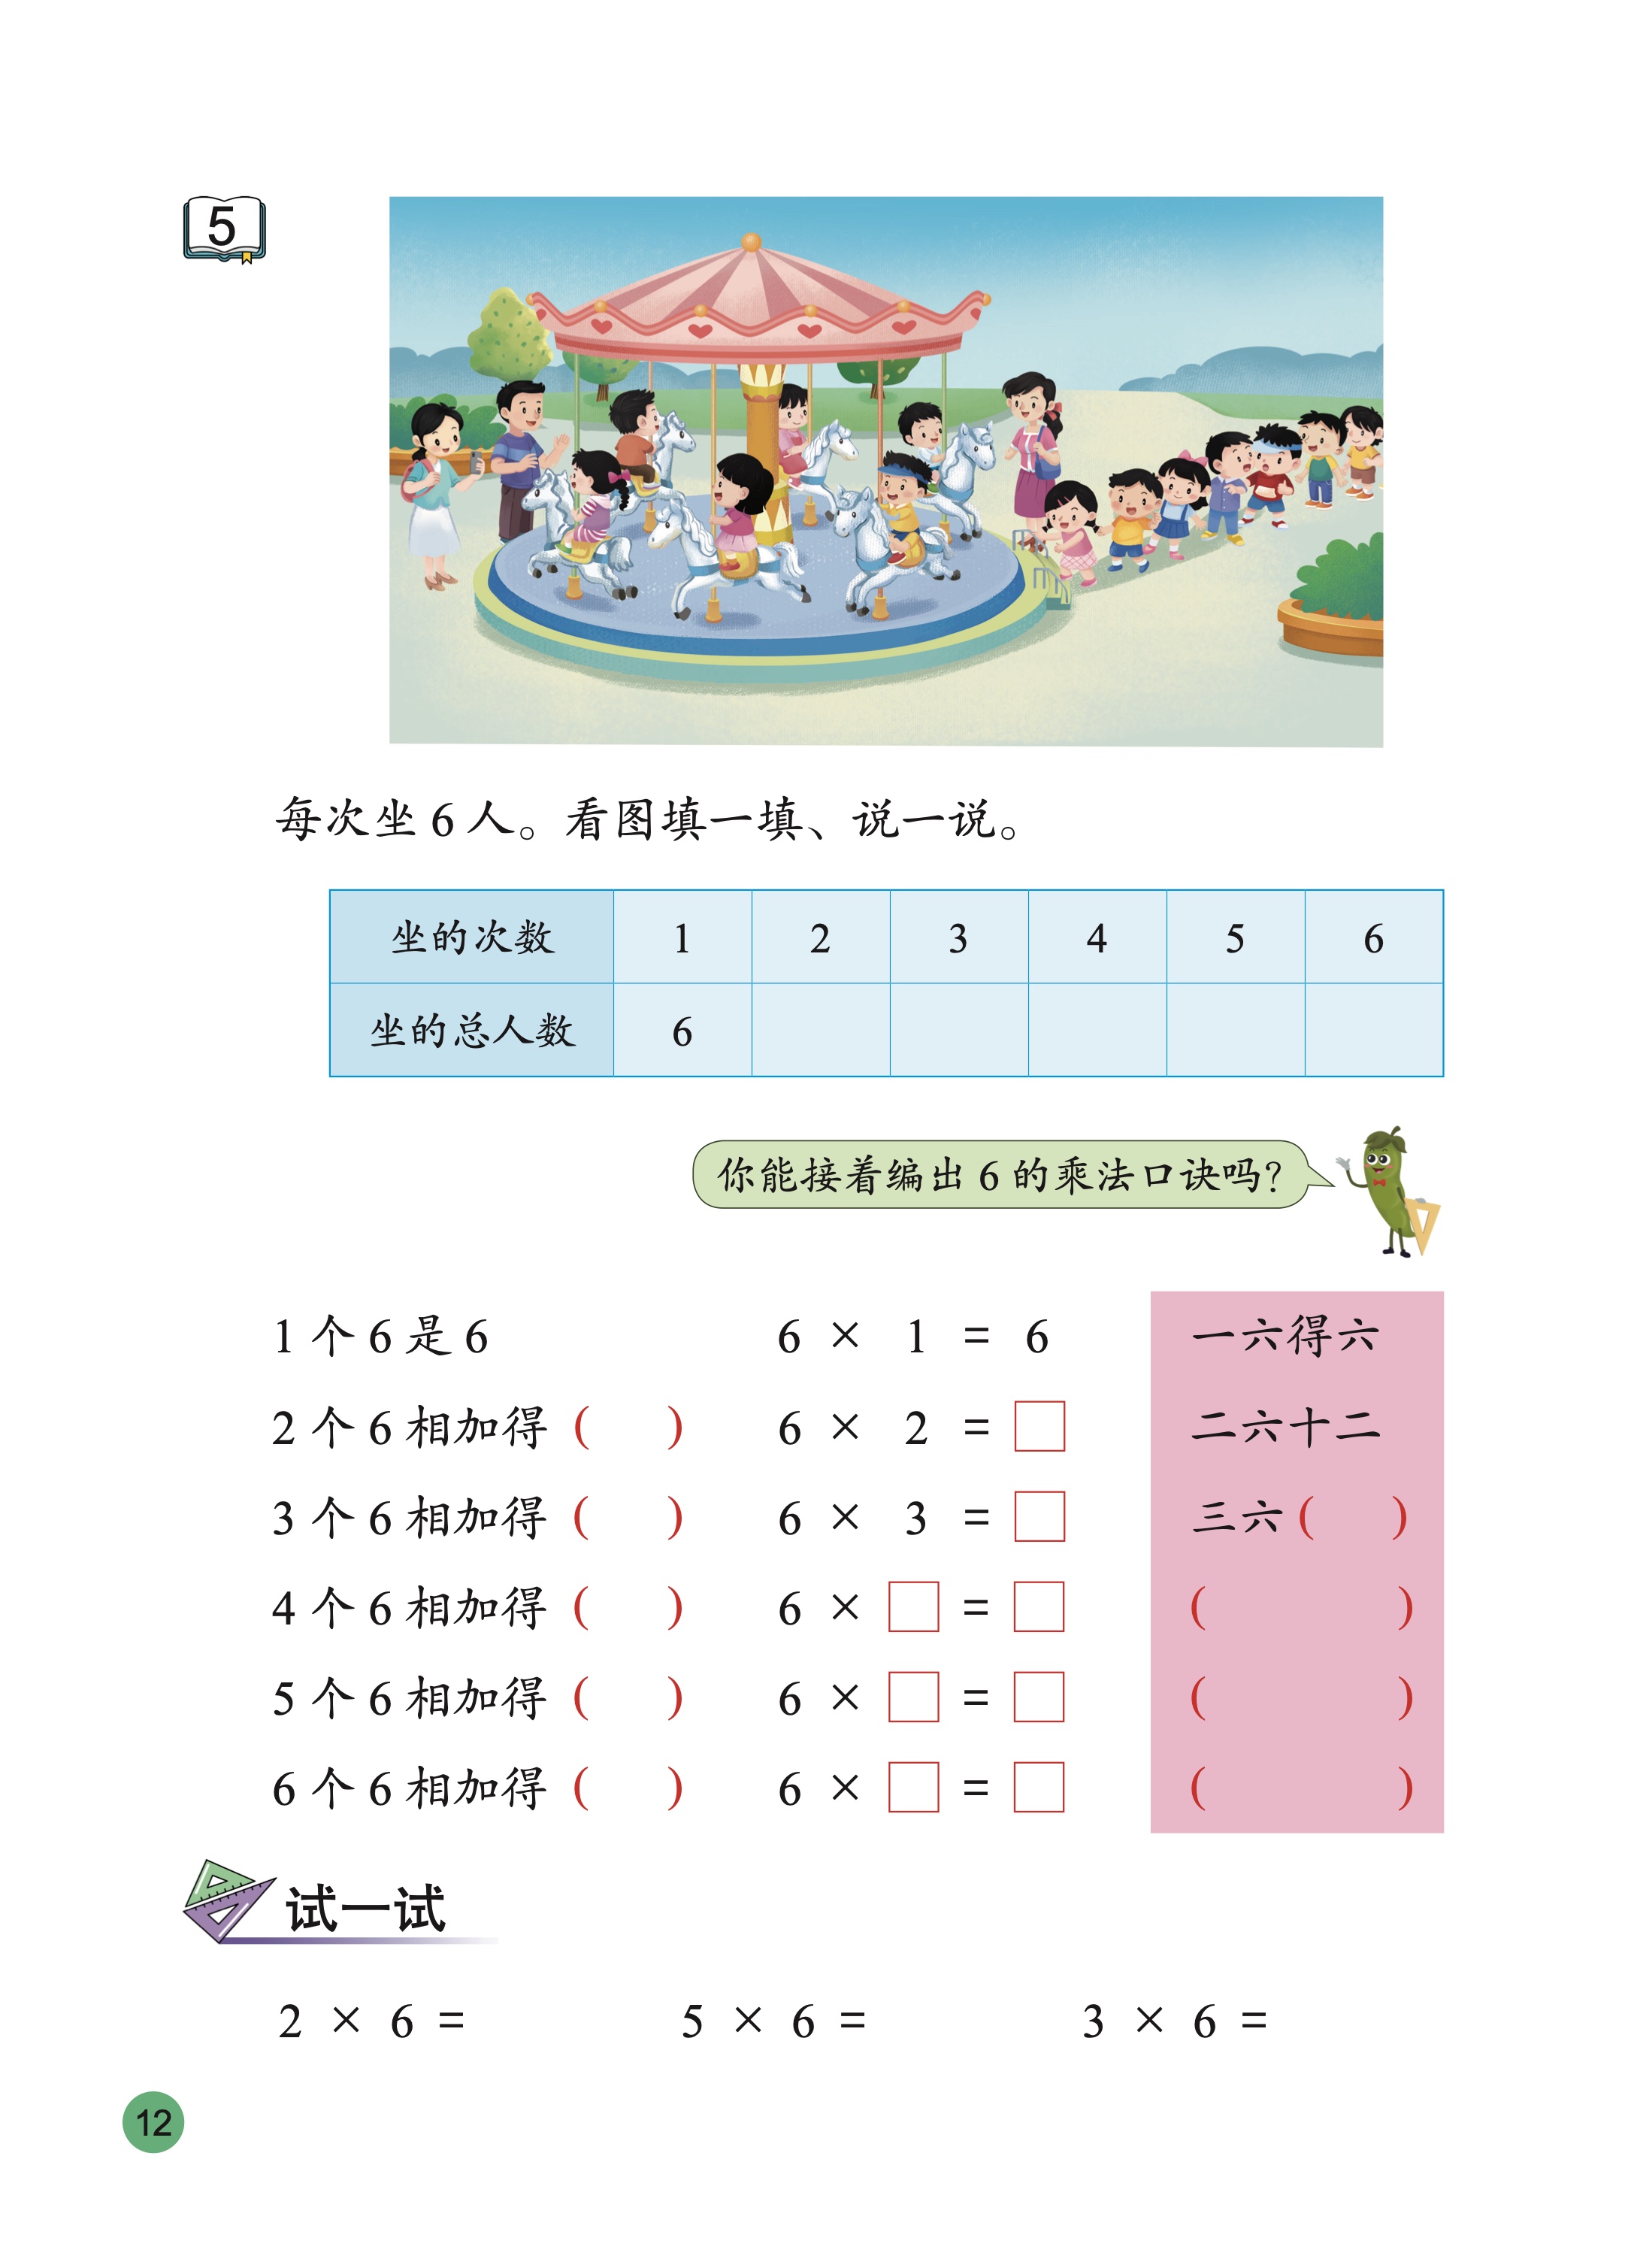 5
每次坐 6 人。看图填一填、说一说。
坐的次数 1 2 3 4 5 6
坐的总人数 6
你能接着编出 6 的乘法口诀吗?
1 个 6 是 6 6 × 1 = 6 一六得六
2 个 6 相加得 ( ) 6 × 2 = □ 二六十二
3 个 6 相加得 ( ) 6 × 3 = □ 三六 ( )
4 个 6 相加得 ( ) 6 × □ = □ ( )
5 个 6 相加得 ( ) 6 × □ = □ ( )
6 个 6 相加得 ( ) 6 × □ = □ ( )
试一试
2 × 6 = 5 × 6 = 3 × 6 =
12